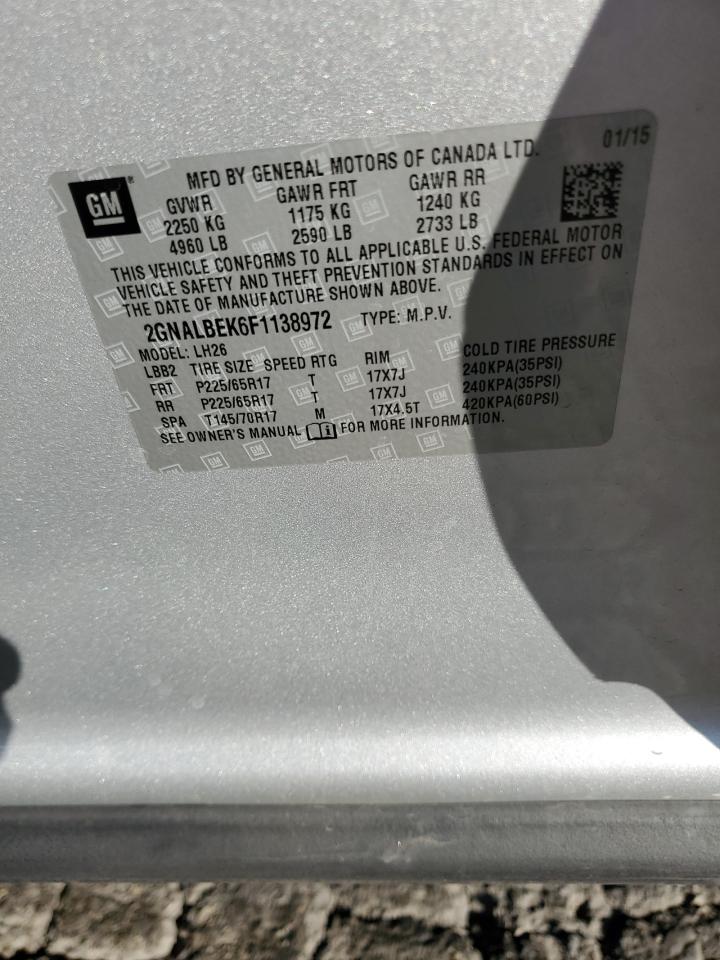 MFD BY GENERAL MOTORS OF CANADA LTD. 01/15
GM®
GVWR GAWR FRT GAWR RR
2250 KG 1175 KG 1240 KG
4960 LB 2590 LB 2733 LB
THIS VEHICLE CONFORMS TO ALL APPLICABLE U.S. FEDERAL MOTOR
VEHICLE SAFETY AND THEFT PREVENTION STANDARDS IN EFFECT ON
THE DATE OF MANUFACTURE SHOWN ABOVE.
2GNALBEK6F1138972 TYPE: M.P.V.
MODEL: LH26
LBB2 TIRE SIZE SPEED RTG RIM COLD TIRE PRESSURE
FRT P225/65R17 T 17X7J 240KPA(35PSI)
RR P225/65R17 T 17X7J 240KPA(35PSI)
SPA T145/70R17 M 17X4.5T 420KPA(60PSI)
SEE OWNER'S MANUAL FOR MORE INFORMATION.